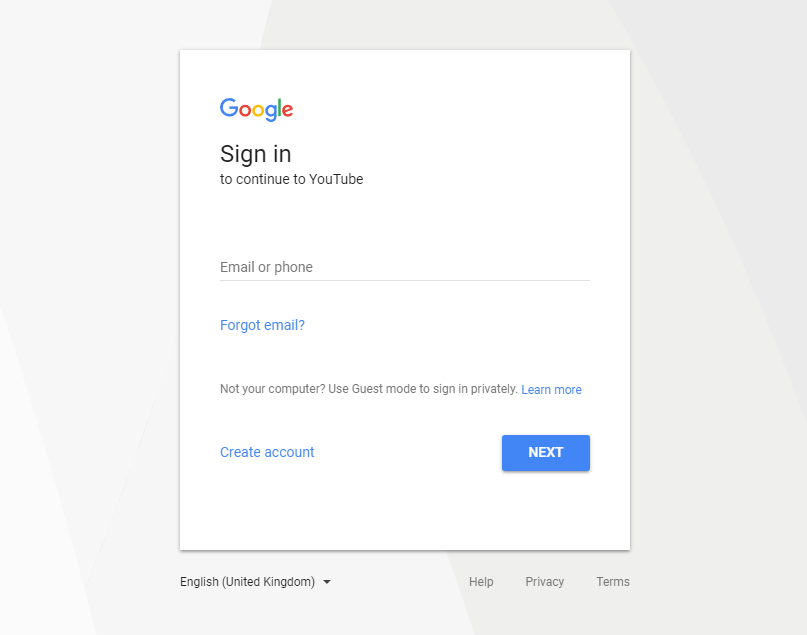 Google
Sign in
to continue to YouTube
Email or phone
Forgot email?
Not your computer? Use Guest mode to sign in privately. Learn more
Create account
NEXT
English (United Kingdom)
Help
Privacy
Terms